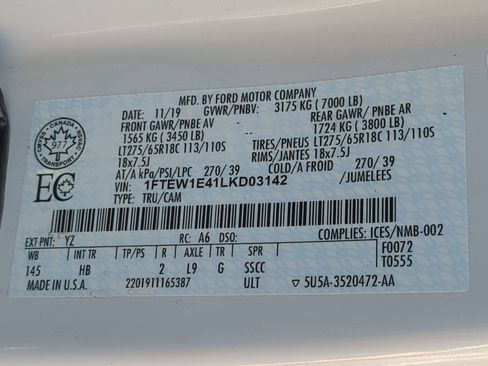 MFD. BY FORD MOTOR COMPANY
DATE: 11/19 GVWR/PNBV: 3175 KG ( 7000 LB)
FRONT GAWR/PNBE AV REAR GAWR/ PNBE AR
1565 KG ( 3450 LB) 1724 KG ( 3800 LB)
LT275/65R18C 113/110S TIRES/PNEUS LT275/65R18C 113/110S
18x7.5J RIMS/JANTES 18x7.5J
AT/A kPa/PSI/LPC 270/ 39 COLD/A FROID 270/ 39
VIN: 1FTEW1E41LKD03142 /JUMELEES
TYPE: TRU/CAM
CANADA
977
TRANSPORT
EC
EXT PNT: YZ RC: A6 DSO: COMPLIES: ICES/NMB-002
WB INT TR TP/PS R AXLE TR SPR F0072
145 HB 2 L9 G SSCC T0555
MADE IN U.S.A. 2201911165387 ULT ▽ 5U5A-3520472-AA